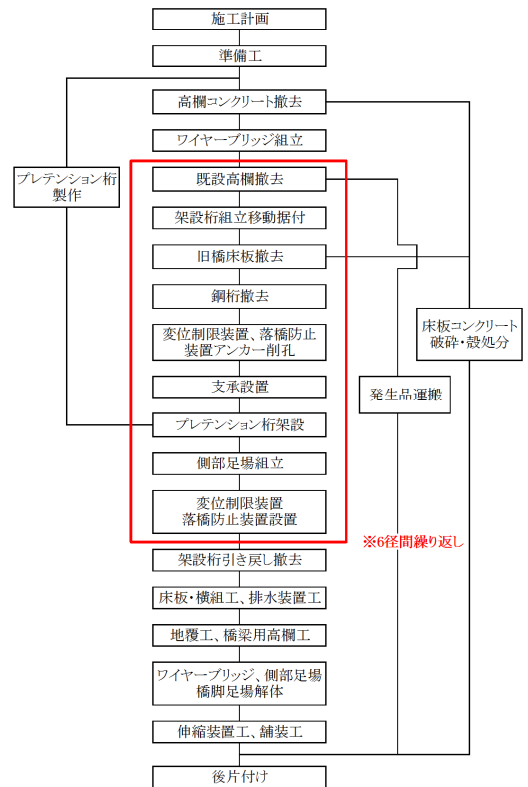 施工計画
準備工
高欄コンクリート撤去
ワイヤーブリッジ組立
プレテンション桁
製作
既設高欄撤去
架設桁組立移動据付
旧橋床板撤去
鋼桁撤去
床板コンクリート
破砕・殻処分
変位制限装置、落橋防止
装置アンカー削孔
支承設置
発生品運搬
プレテンション桁架設
側部足場組立
変位制限装置
落橋防止装置設置
※6径間繰り返し
架設桁引き戻し撤去
床板・横組工、排水装置工
地覆工、橋梁用高欄工
ワイヤーブリッジ、側部足場
橋脚足場解体
伸縮装置工、舗装工
後片付け